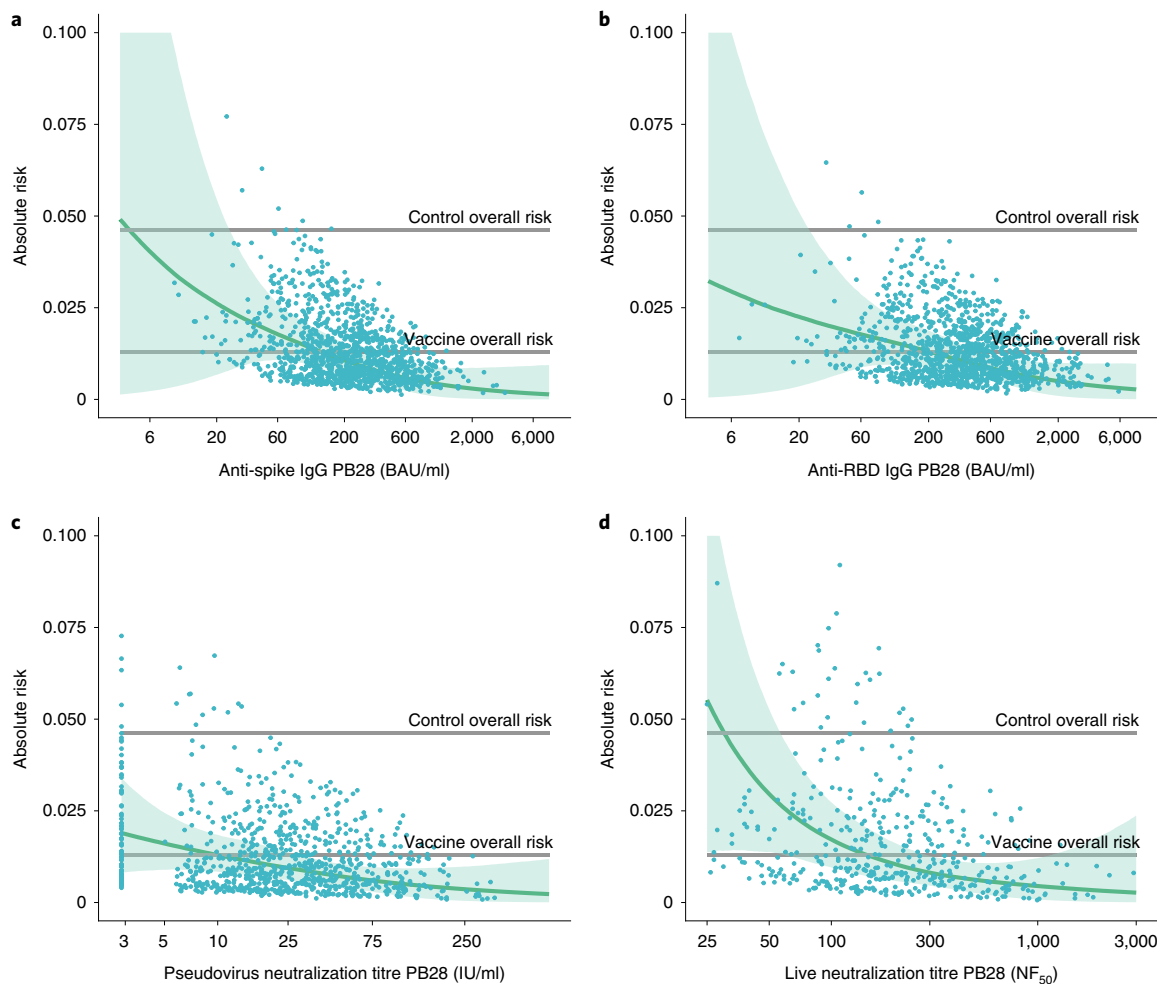 a
0.100
0.075
0.050
0.025
0
Absolute risk
Control overall risk
Vaccine overall risk
6 20 60 200 600 2,000 6,000
Anti-spike IgG PB28 (BAU/ml)
b
0.100
0.075
0.050
0.025
0
Absolute risk
Control overall risk
Vaccine overall risk
6 20 60 200 600 2,000 6,000
Anti-RBD IgG PB28 (BAU/ml)
c
0.100
0.075
0.050
0.025
0
Absolute risk
Control overall risk
Vaccine overall risk
3 5 10 25 75 250
Pseudovirus neutralization titre PB28 (IU/ml)
d
0.100
0.075
0.050
0.025
0
Absolute risk
Control overall risk
Vaccine overall risk
25 50 100 300 1,000 3,000
Live neutralization titre PB28 (NF50)